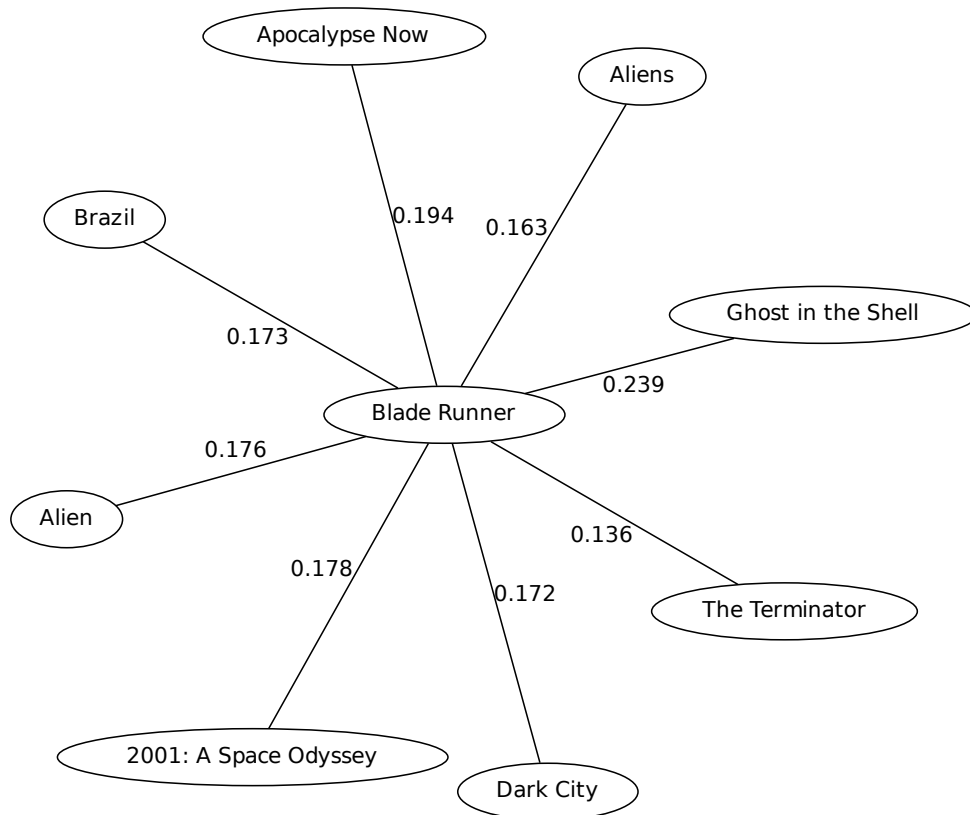 Apocalypse Now
Aliens
Brazil
0.194
0.163
Ghost in the Shell
0.173
0.239
Blade Runner
0.176
Alien
0.136
0.178
0.172
The Terminator
2001: A Space Odyssey
Dark City